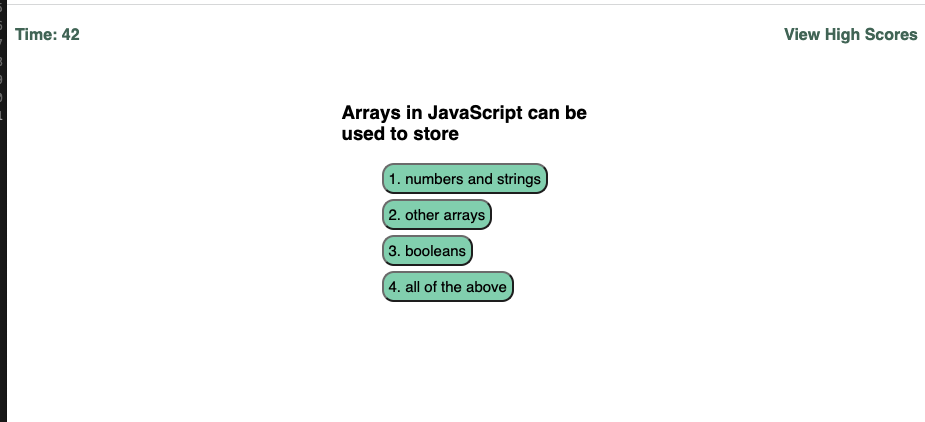 Time: 42
View High Scores
Arrays in JavaScript can be
used to store
1. numbers and strings
2. other arrays
3. booleans
4. all of the above